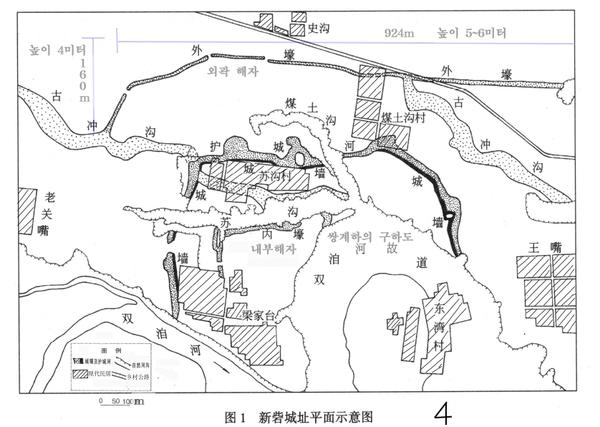 史沟
924m 높이 5~6미터
높이 4미터
160m
外 壕
外 壕
외곽 해자
古冲沟
煤土沟
煤土沟村
古冲沟
护城河
城墙
苏沟村
城墙
老关嘴
苏沟
内壕
내부해자
쌍계하의 구하도
双洎河故道
王嘴
城墙
梁家台
东湾村
双洎河
图例
城墙及护城河
自然河沟
现代民居
乡村公路
0 50 100m
图1 新砦城址平面示意图
4